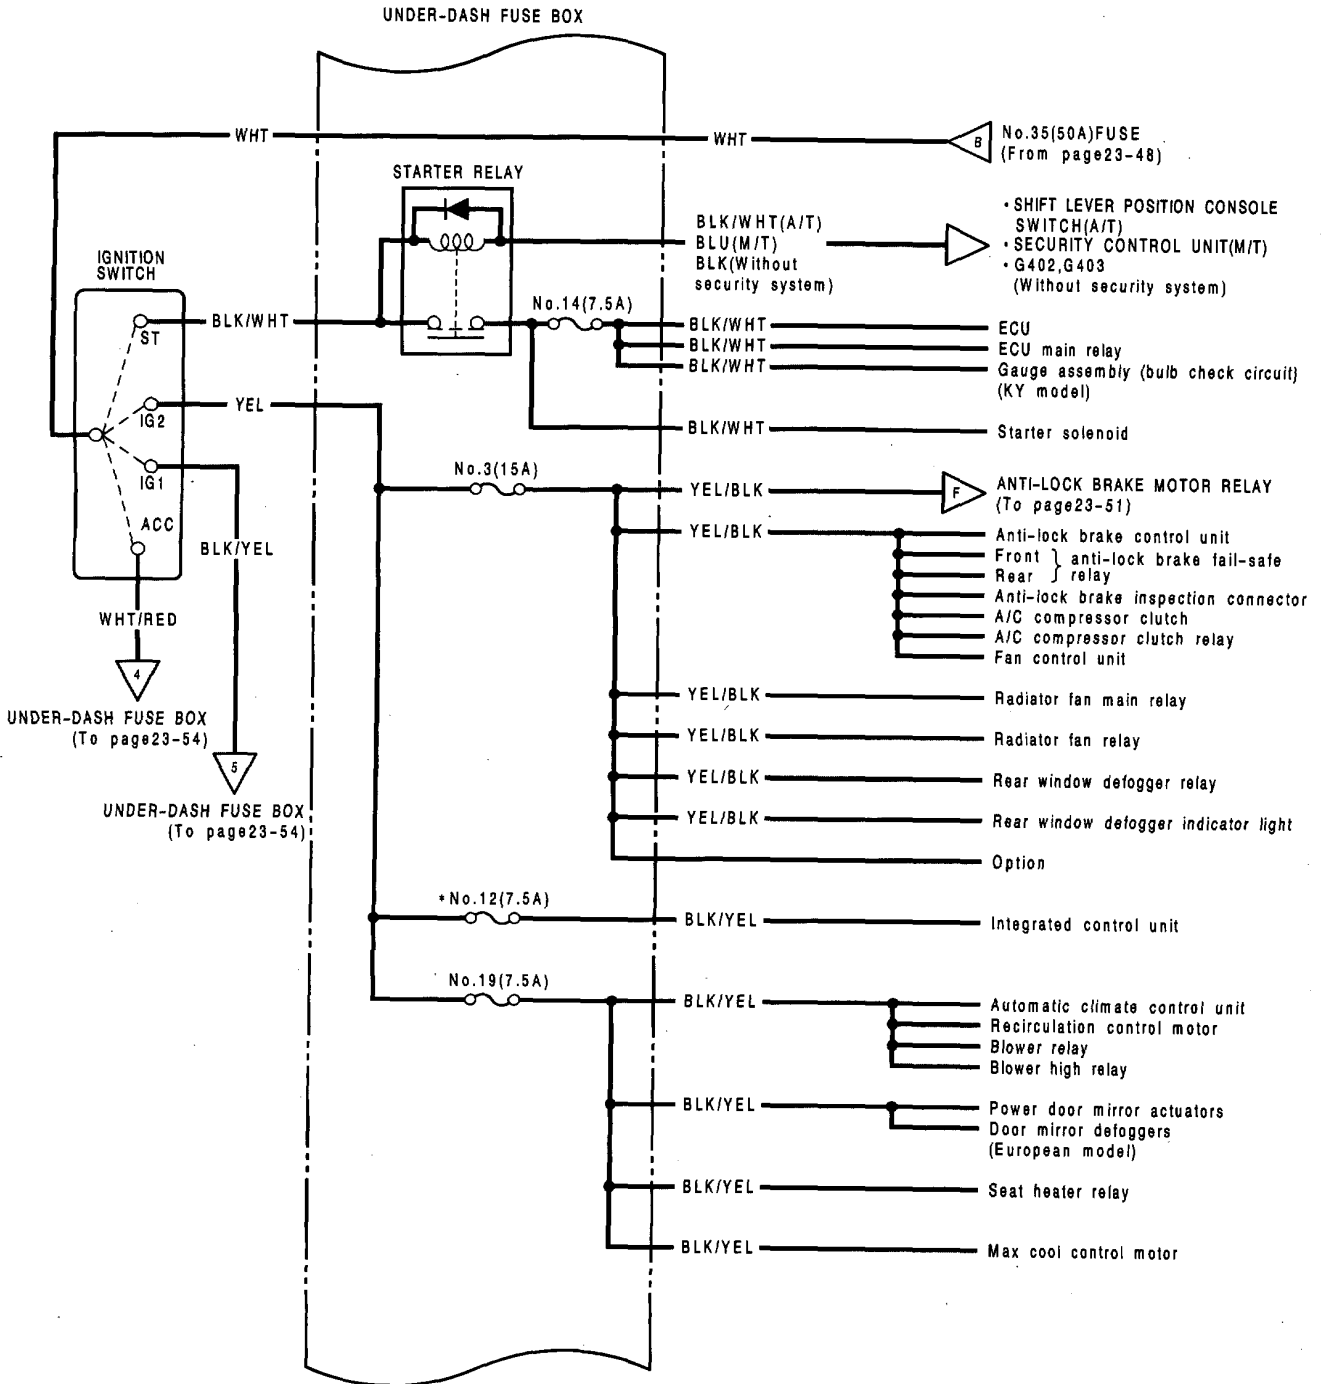 UNDER-DASH FUSE BOX
WHT
WHT
B
No.35(50A)FUSE
(From page23-48)
STARTER RELAY
BLK/WHT(A/T)
BLU(M/T)
BLK(Without
security system)
• SHIFT LEVER POSITION CONSOLE
SWITCH(A/T)
• SECURITY CONTROL UNIT(M/T)
• G402,G403
(Without security system)
IGNITION
SWITCH
ST
IG2
IG1
ACC
BLK/WHT
No.14(7.5A)
BLK/WHT
ECU
BLK/WHT
ECU main relay
BLK/WHT
Gauge assembly (bulb check circuit)
(KY model)
YEL
BLK/WHT
Starter solenoid
No.3(15A)
YEL/BLK
F
ANTI-LOCK BRAKE MOTOR RELAY
(To page23-51)
YEL/BLK
Anti-lock brake control unit
Front } anti-lock brake fail-safe
Rear } relay
Anti-lock brake inspection connector
A/C compressor clutch
A/C compressor clutch relay
Fan control unit
BLK/YEL
WHT/RED
4
UNDER-DASH FUSE BOX
(To page23-54)
5
UNDER-DASH FUSE BOX
(To page23-54)
YEL/BLK
Radiator fan main relay
YEL/BLK
Radiator fan relay
YEL/BLK
Rear window defogger relay
YEL/BLK
Rear window defogger indicator light
Option
*No.12(7.5A)
BLK/YEL
Integrated control unit
No.19(7.5A)
BLK/YEL
Automatic climate control unit
Recirculation control motor
Blower relay
Blower high relay
BLK/YEL
Power door mirror actuators
Door mirror defoggers
(European model)
BLK/YEL
Seat heater relay
BLK/YEL
Max cool control motor